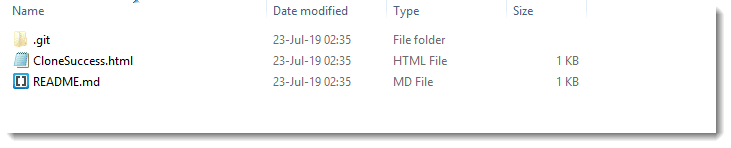 Name Date modified Type Size
.git 23-Jul-19 02:35 File folder
CloneSuccess.html 23-Jul-19 02:35 HTML File 1 KB
README.md 23-Jul-19 02:35 MD File 1 KB